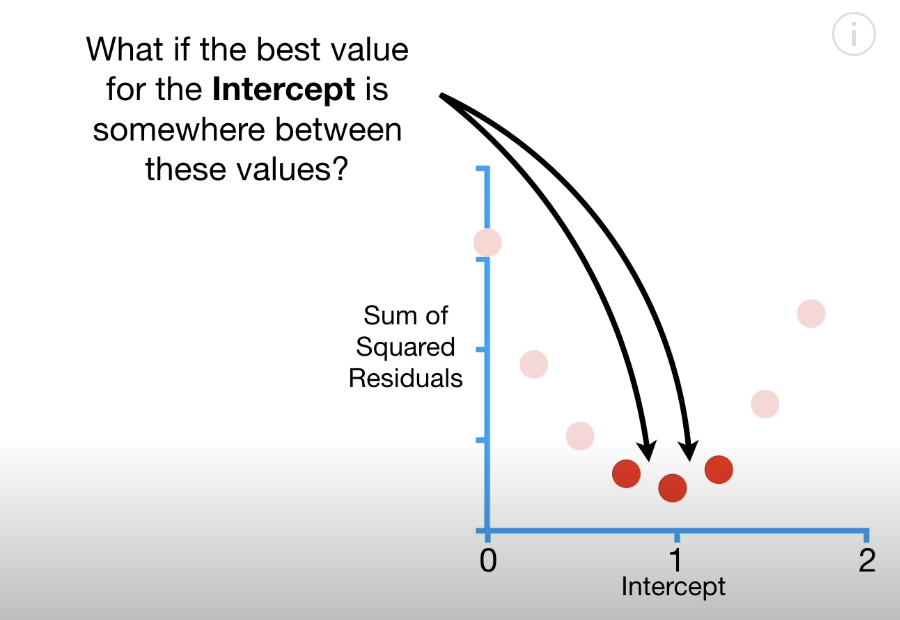 What if the best value
for the Intercept is
somewhere between
these values?
i
Sum of
Squared
Residuals
0 1 2
Intercept